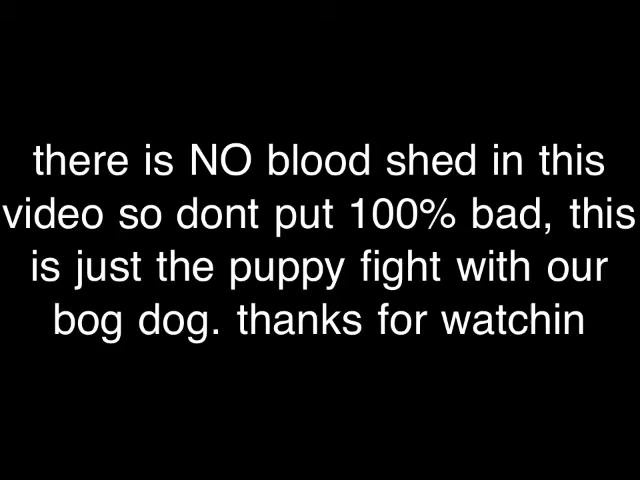 there is NO blood shed in this
video so dont put 100% bad, this
is just the puppy fight with our
bog dog. thanks for watchin